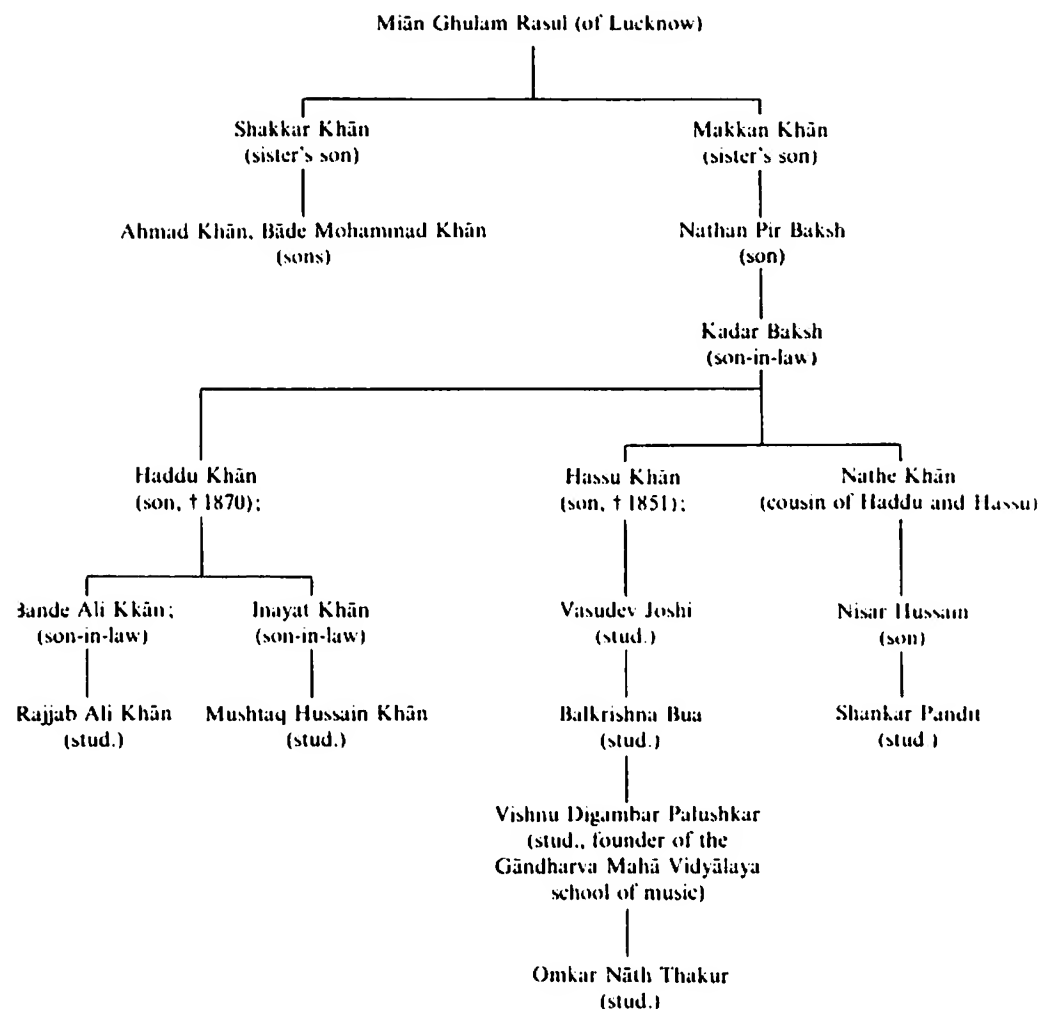 Miān Ghulam Rasul (of Lucknow)
Shakkar Khān
(sister's son)
Makkan Khān
(sister's son)
Ahmad Khān, Bāde Mohammad Khān
(sons)
Nathan Pir Baksh
(son)
Kadar Baksh
(son-in-law)
Haddu Khān
(son, † 1870);
Hassu Khān
(son, † 1851);
Nathe Khān
(cousin of Haddu and Hassu)
Bande Ali Kkān;
(son-in-law)
Inayat Khān
(son-in-law)
Vasudev Joshi
(stud.)
Nisar Hussain
(son)
Rajjab Ali Khān
(stud.)
Mushtaq Hussain Khān
(stud.)
Balkrishna Bua
(stud.)
Shankar Pandit
(stud.)
Vishnu Digambar Palushkar
(stud., founder of the
Gāndharva Mahā Vidyālaya
school of music)
Omkar Nāth Thakur
(stud.)